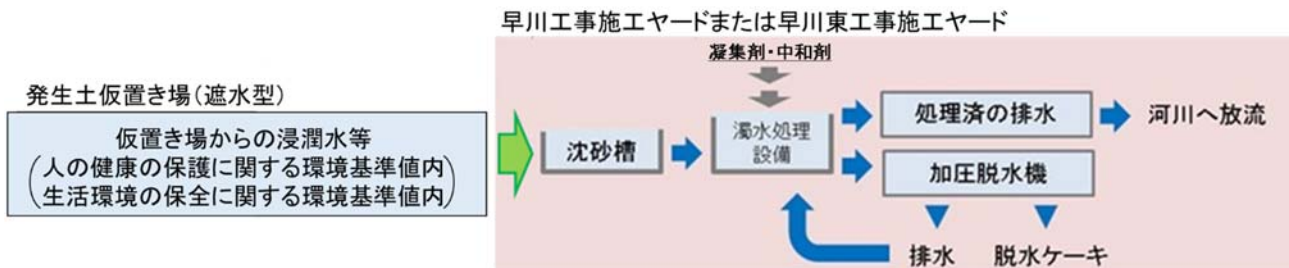 早川工事施工ヤードまたは早川東工事施工ヤード
凝集剤・中和剤
発生土仮置き場(遮水型)
仮置き場からの浸潤水等
(人の健康の保護に関する環境基準値内)
(生活環境の保全に関する環境基準値内)
沈砂槽
濁水処理
設備
処理済の排水
河川へ放流
加圧脱水機
排水
脱水ケーキ